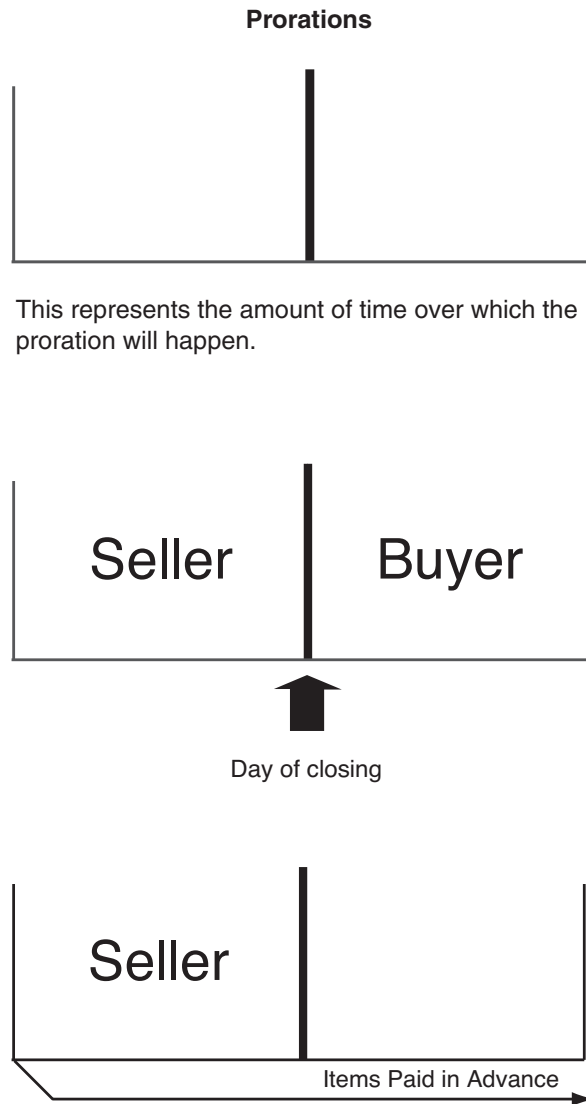 Prorations
This represents the amount of time over which the
proration will happen.
Seller Buyer
Day of closing
Seller
Items Paid in Advance